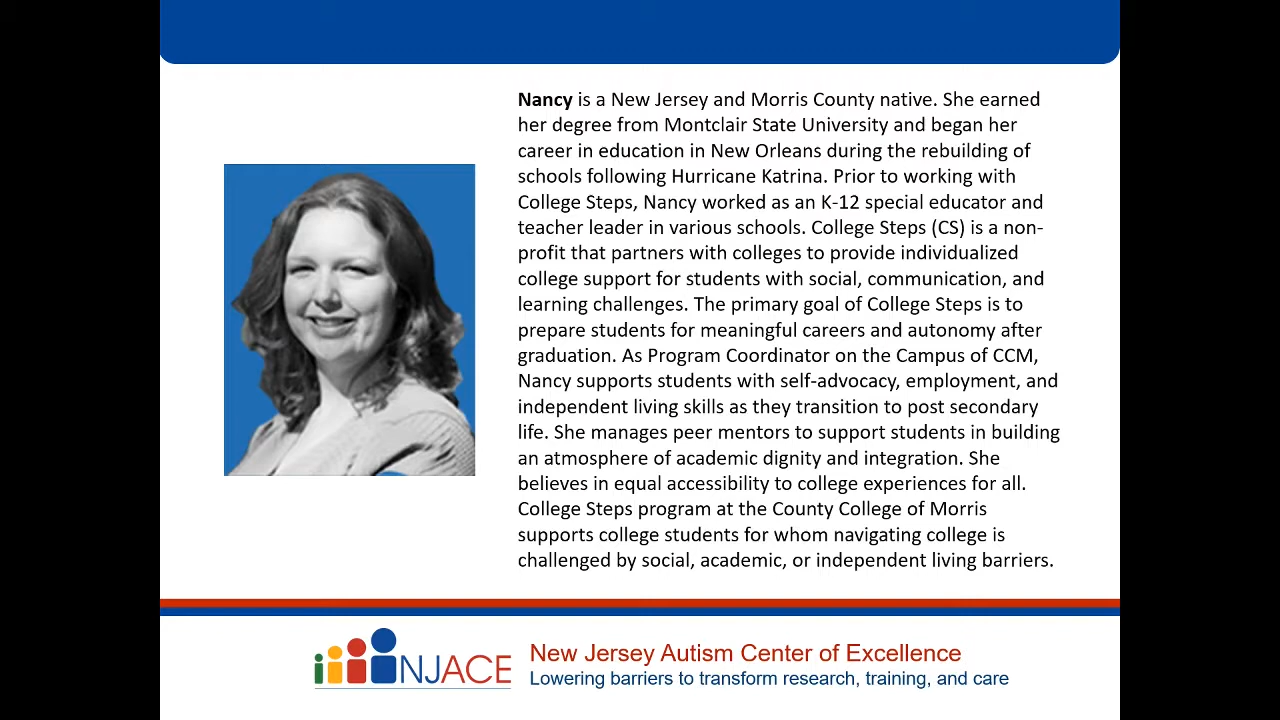 Nancy is a New Jersey and Morris County native. She earned
her degree from Montclair State University and began her
career in education in New Orleans during the rebuilding of
schools following Hurricane Katrina. Prior to working with
College Steps, Nancy worked as an K-12 special educator and
teacher leader in various schools. College Steps (CS) is a non-
profit that partners with colleges to provide individualized
college support for students with social, communication, and
learning challenges. The primary goal of College Steps is to
prepare students for meaningful careers and autonomy after
graduation. As Program Coordinator on the Campus of CCM,
Nancy supports students with self-advocacy, employment, and
independent living skills as they transition to post secondary
life. She manages peer mentors to support students in building
an atmosphere of academic dignity and integration. She
believes in equal accessibility to college experiences for all.
College Steps program at the County College of Morris
supports college students for whom navigating college is
challenged by social, academic, or independent living barriers.
NJACE
New Jersey Autism Center of Excellence
Lowering barriers to transform research, training, and care